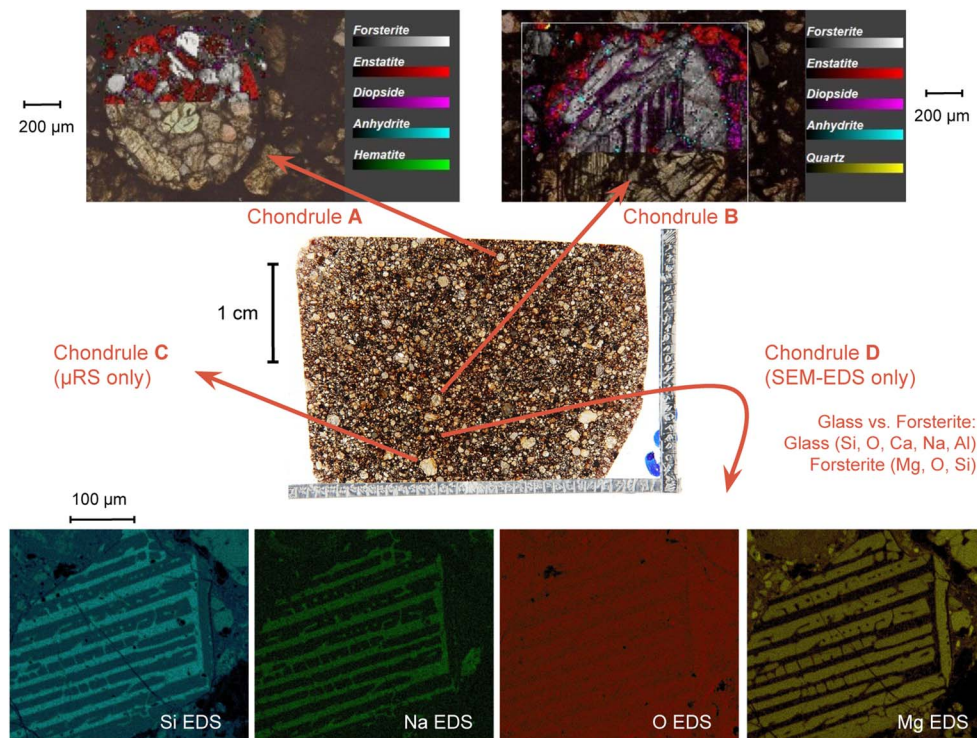 Forsterite
Enstatite
Diopside
Anhydrite
Hematite
200 µm
Forsterite
Enstatite
Diopside
Anhydrite
Quartz
200 µm
Chondrule A
Chondrule B
1 cm
Chondrule C
(µRS only)
Chondrule D
(SEM-EDS only)
Glass vs. Forsterite:
Glass (Si, O, Ca, Na, Al)
Forsterite (Mg, O, Si)
100 µm
Si EDS
Na EDS
O EDS
Mg EDS